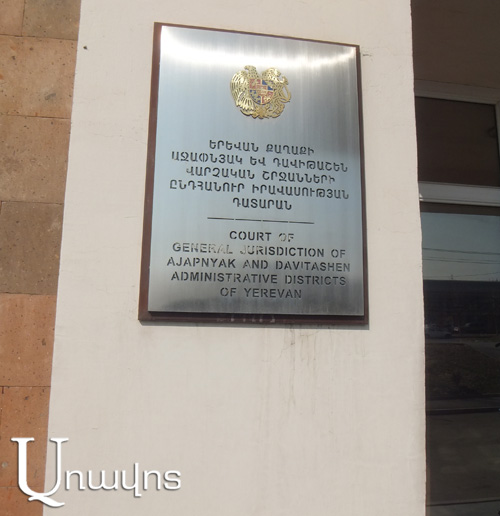 ԵՐԵՎԱՆ ՔԱՂԱՔԻ
ԱՋԱՓՆՅԱԿ ԵՎ ԴԱՎԻԹԱՇԵՆ
ՎԱՐՉԱԿԱՆ ՇՐՋԱՆՆԵՐԻ
ԸՆԴՀԱՆՈՒՐ ԻՐԱՎԱՍՈՒԹՅԱՆ
ԴԱՏԱՐԱՆ
COURT OF
GENERAL JURISDICTION OF
AJAPNYAK AND DAVITASHEN
ADMINISTRATIVE DISTRICTS
OF YEREVAN
Առավոտ